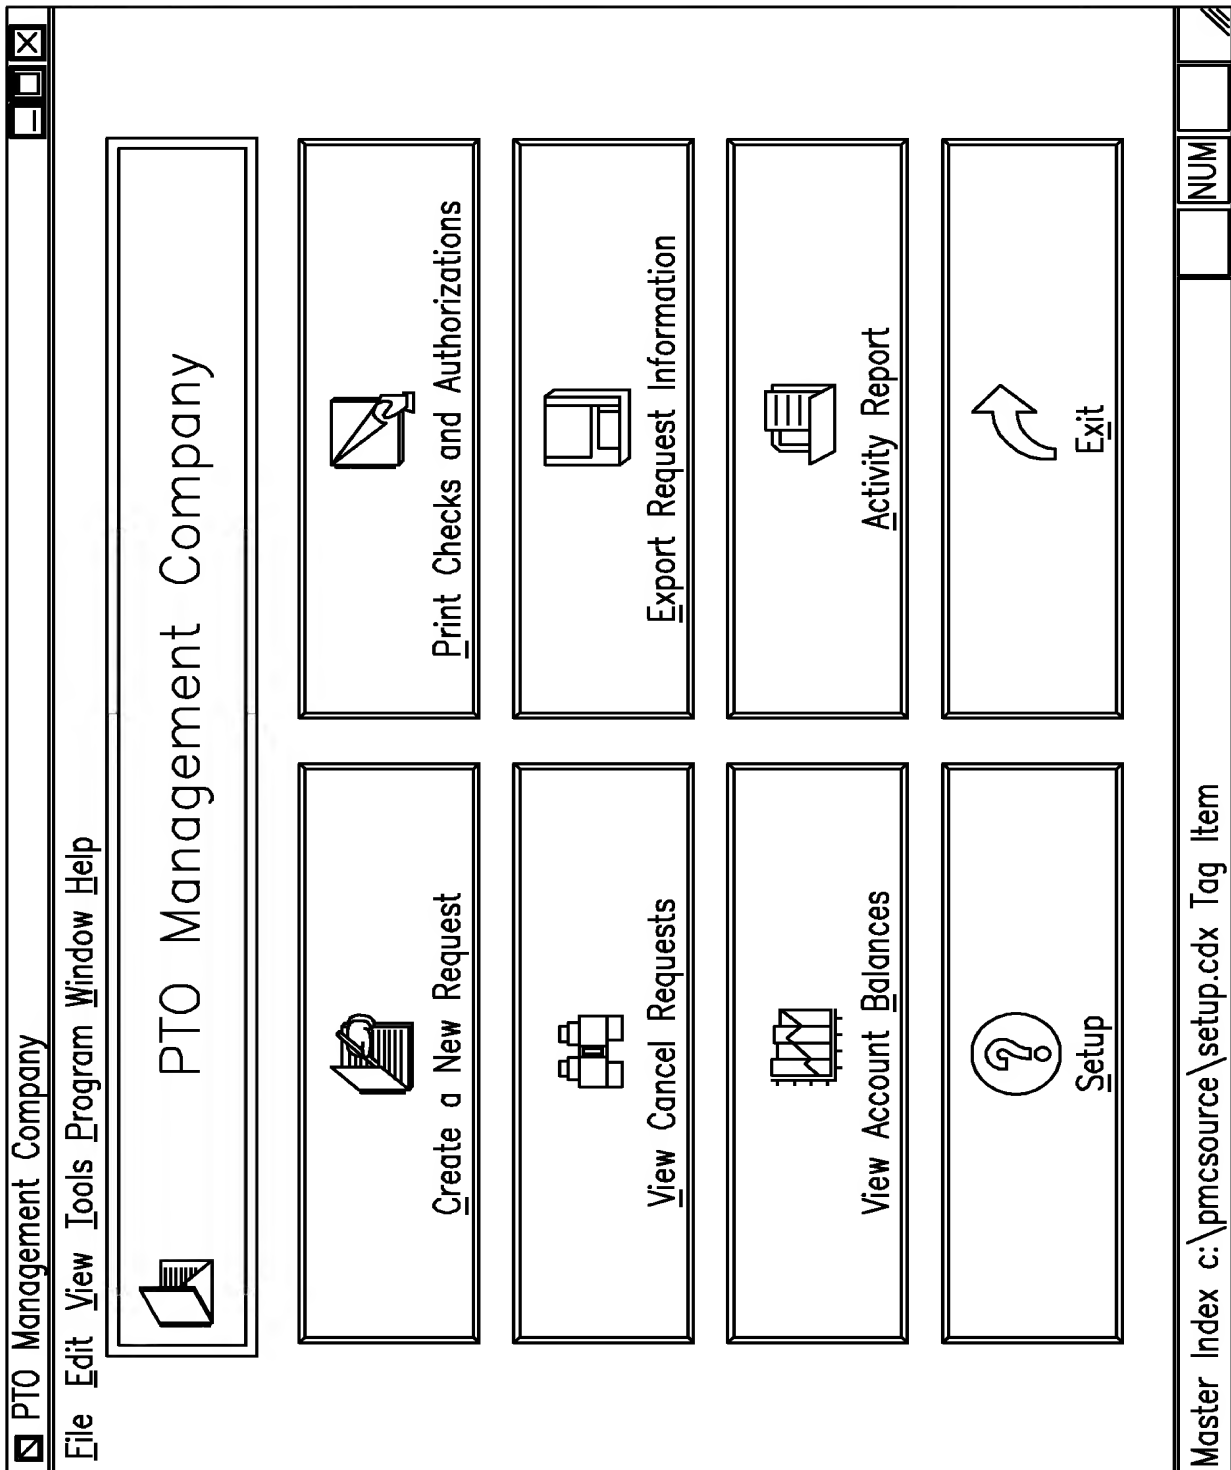 PTO Management Company
File Edit View Tools Program Window Help
PTO Management Company
Create a New Request
Print Checks and Authorizations
View Cancel Requests
Export Request Information
View Account Balances
Activity Report
Setup
Exit
Master Index c:\pmcsource\setup.cdx Tag Item
NUM